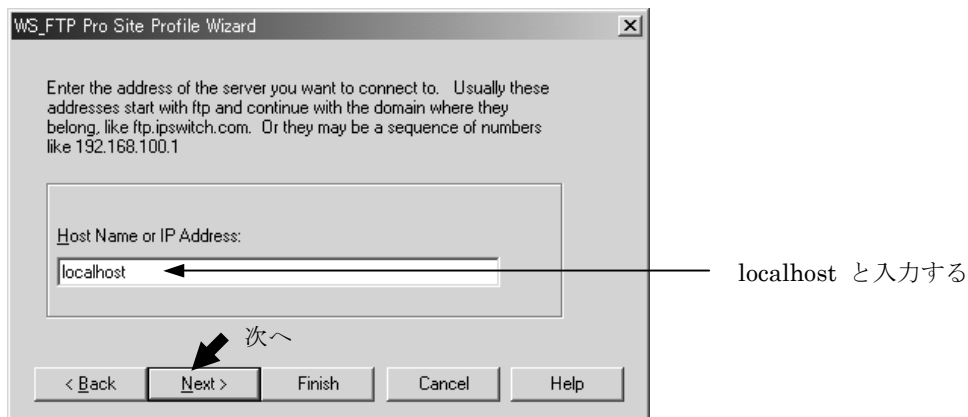 WS_FTP Pro Site Profile Wizard
Enter the address of the server you want to connect to. Usually these
addresses start with ftp and continue with the domain where they
belong, like ftp.ipswitch.com. Or they may be a sequence of numbers
like 192.168.100.1
Host Name or IP Address:
localhost
localhost と入力する
次へ
< Back Next > Finish Cancel Help